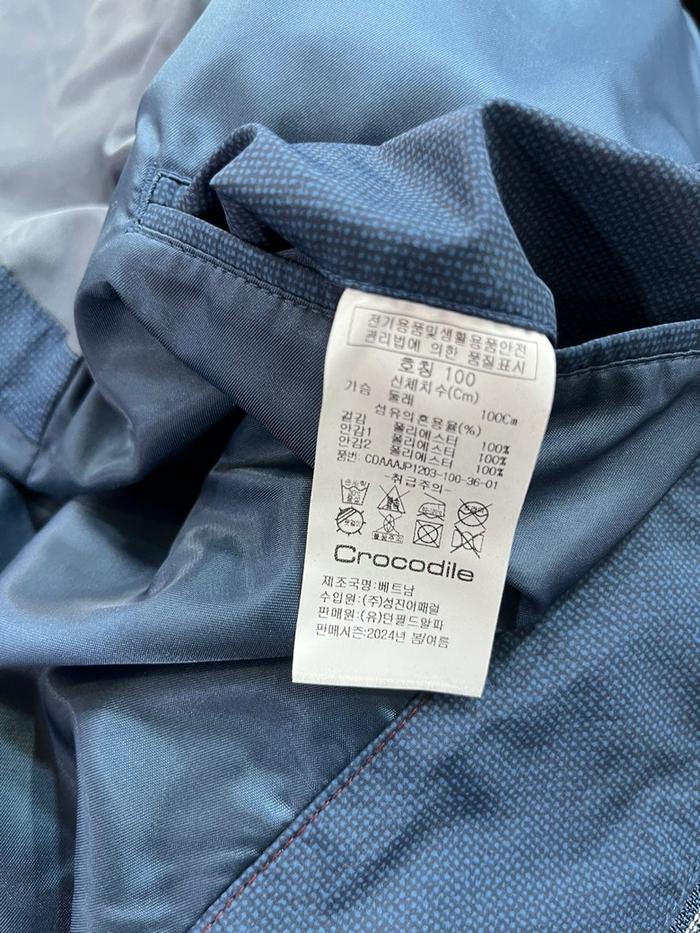 전기용품및생활용품안전
관리법에 의한 품질표시
호칭 100
신체치수(Cm)
가슴 둘레 100Cm
섬유의혼용율(%)
겉감 폴리에스터 100%
안감1 폴리에스터 100%
안감2 폴리에스터 100%
품번: CDAAAJP1203-100-36-01
-취급주의-
Crocodile
제조국명:베트남
수입원:(주)성진어패럴
판매원:(유)던필드알파
판매시즌:2024년 봄/여름